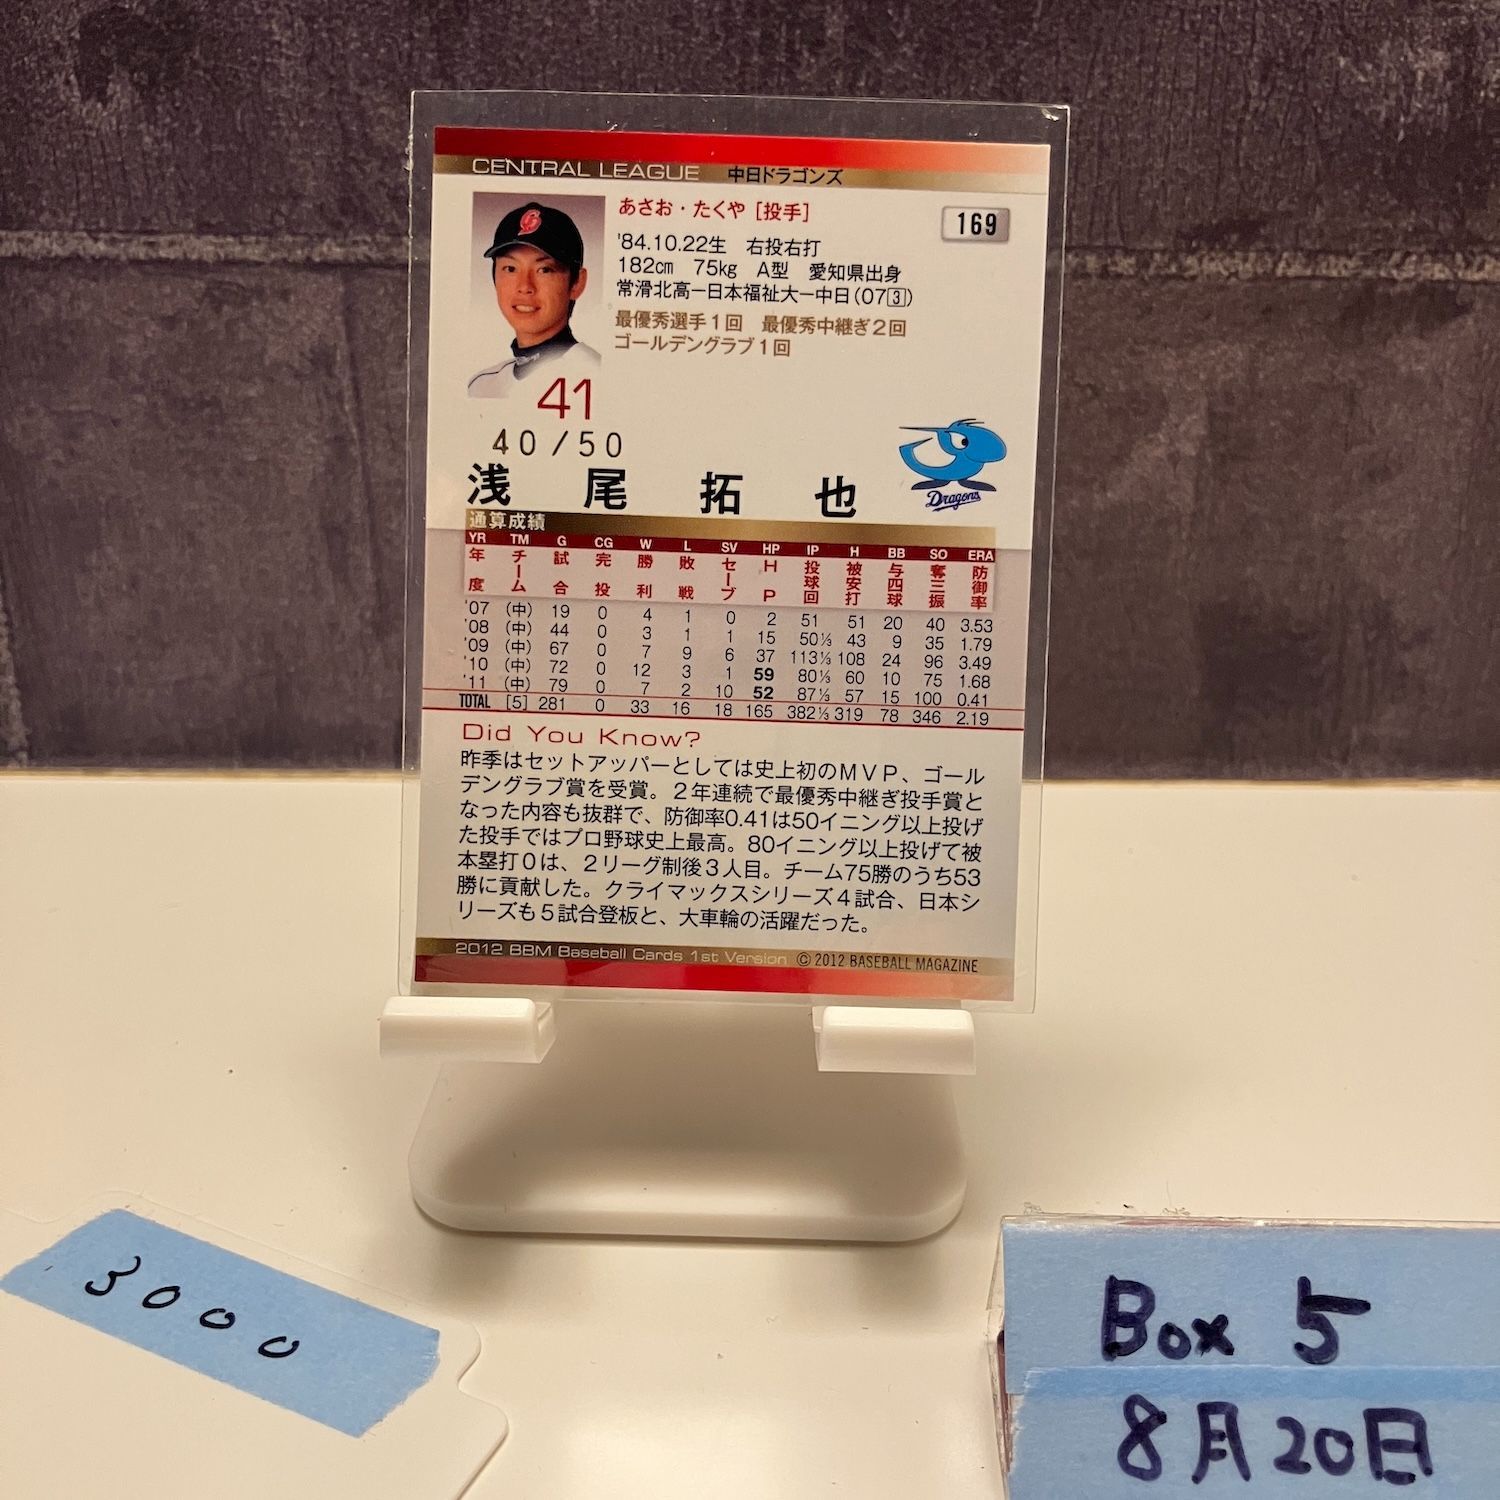 CENTRAL LEAGUE 中日ドラゴンズ
あさお・たくや [投手]
169
'84.10.22生 右投右打
182cm 75kg A型 愛知県出身
常滑北高ー日本福祉大ー中日(07③)
最優秀選手1回 最優秀中継ぎ2回
ゴールデングラブ1回
41
40/50
浅尾拓也
Dragons
通算成績
YR TM G CG W L SV HP IP H BB SO ERA
年度 チーム 試合 完投 勝利 敗戦 セーブ HP 投球回 被安打 与四球 奪三振 防御率
'07 (中) 19 0 4 1 0 2 51 51 20 40 3.53
'08 (中) 44 0 3 1 1 15 50⅓ 43 9 35 1.79
'09 (中) 67 0 7 9 6 37 113⅓ 108 24 96 3.49
'10 (中) 72 0 12 3 1 59 80⅓ 60 10 75 1.68
'11 (中) 79 0 7 2 10 52 87⅓ 57 15 100 0.41
TOTAL [5] 281 0 33 16 18 165 382⅓ 319 78 346 2.19
Did You Know?
昨季はセットアッパーとしては史上初のMVP、ゴール
デングラブ賞を受賞。2年連続で最優秀中継ぎ投手賞と
なった内容も抜群で、防御率0.41は50イニング以上投げ
た投手ではプロ野球史上最高。80イニング以上投げて被
本塁打0は、2リーグ制後3人目。チーム75勝のうち53
勝に貢献した。クライマックスシリーズ4試合、日本シ
リーズも5試合登板と、大車輪の活躍だった。
2012 BBM Baseball Cards 1st Version © 2012 BASEBALL MAGAZINE
3000
Box 5
8月20日